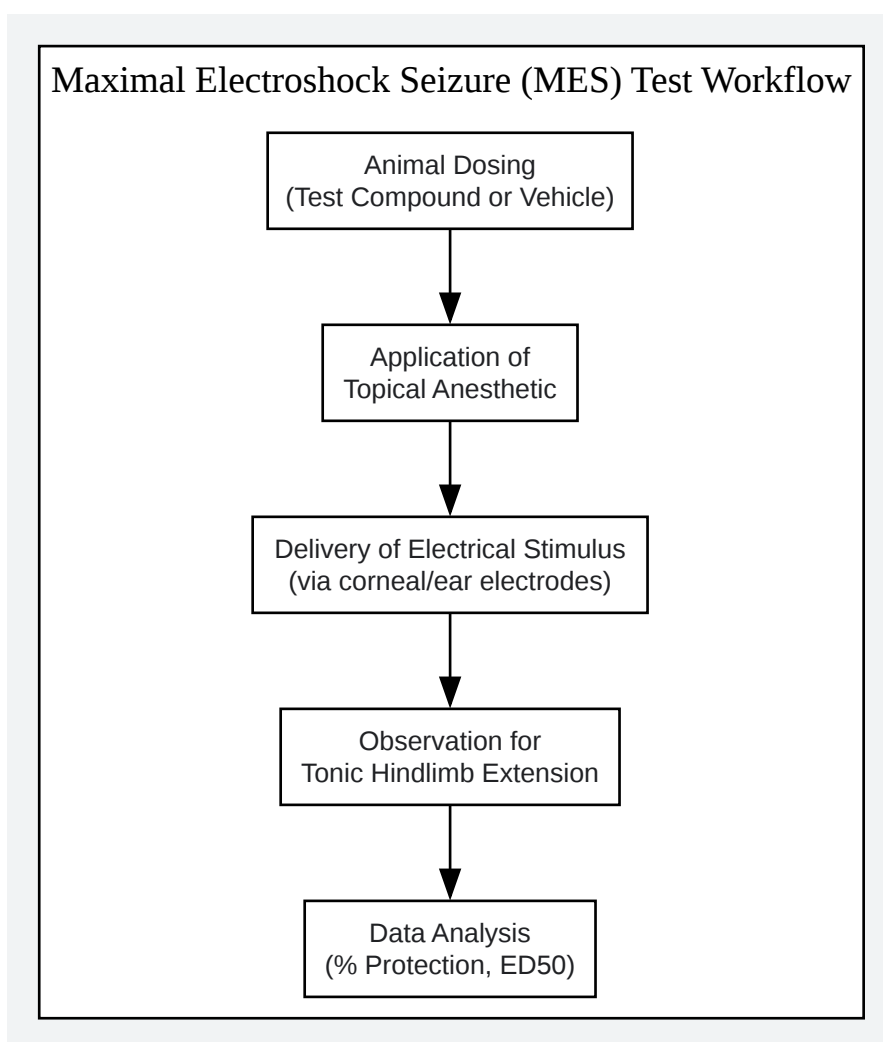 Maximal Electroshock Seizure (MES) Test Workflow
Animal Dosing
(Test Compound or Vehicle)
Application of
Topical Anesthetic
Delivery of Electrical Stimulus
(via corneal/ear electrodes)
Observation for
Tonic Hindlimb Extension
Data Analysis
(% Protection, ED50)